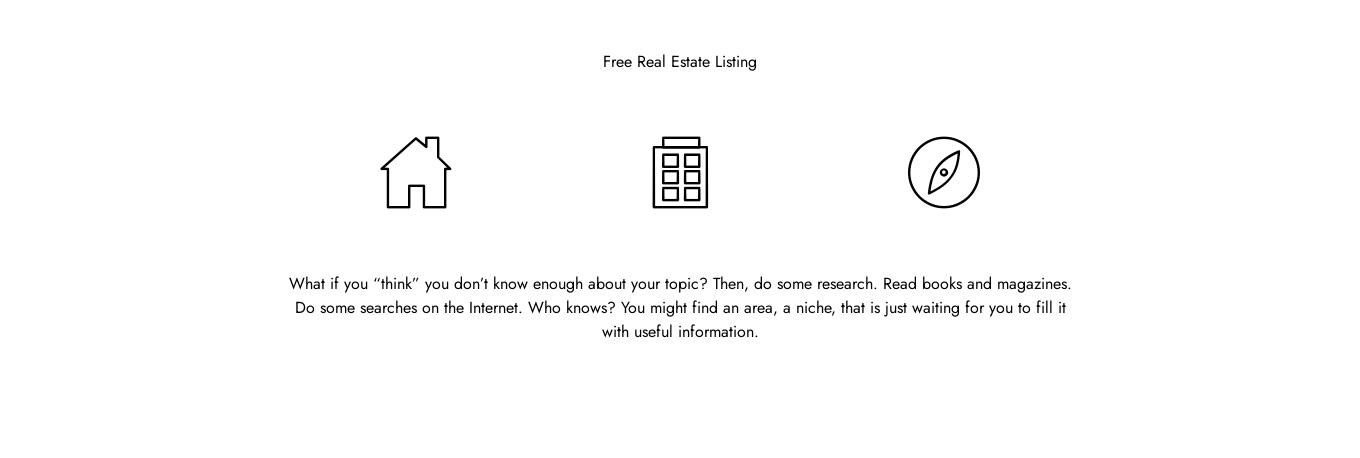 Free Real Estate Listing
What if you “think” you don’t know enough about your topic? Then, do some research. Read books and magazines.
Do some searches on the Internet. Who knows? You might find an area, a niche, that is just waiting for you to fill it
with useful information.